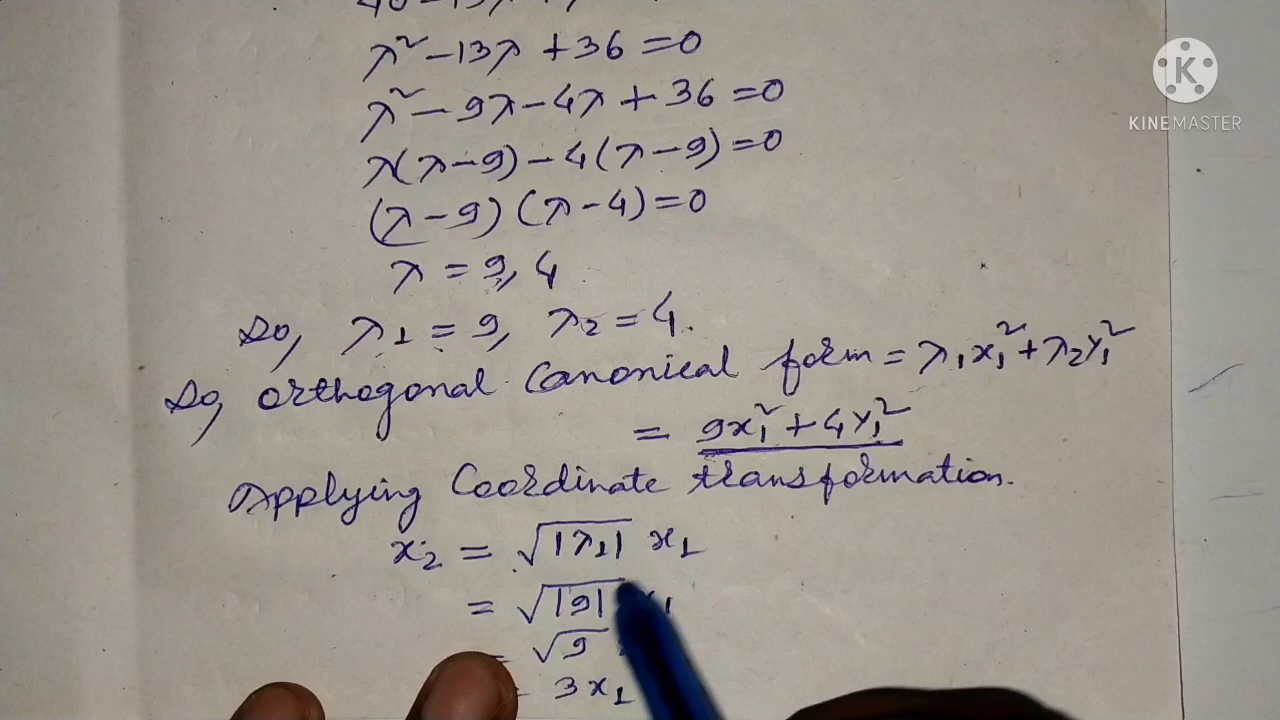 λ² - 13λ + 36 = 0
λ² - 9λ - 4λ + 36 = 0
λ(λ - 9) - 4(λ - 9) = 0
(λ - 9) (λ - 4) = 0
λ = 9, 4
So, λ₁ = 9, λ₂ = 4.
So, orthogonal canonical form = λ₁x₁² + λ₂y₁²
= 9x₁² + 4y₁²
Applying Coordinate transformation.
x₂ = √|λ₁| x₁
= √|9|
= √9
3x₁
KINEMASTER